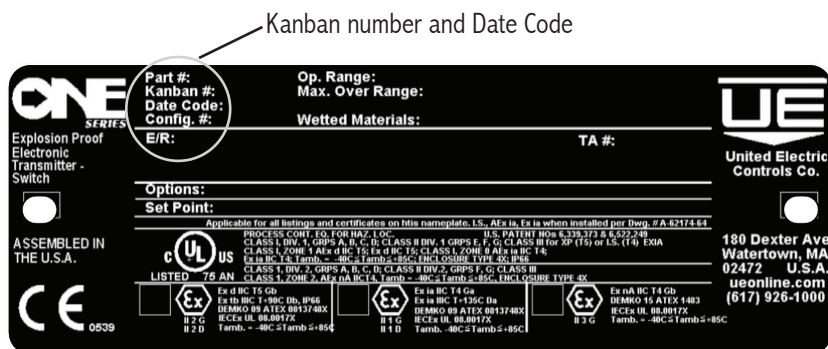 Kanban number and Date Code
ONE
SERIES
Explosion Proof
Electronic
Transmitter -
Switch
ASSEMBLED IN
THE U.S.A.
CE 0539
Part #:
Kanban #:
Date Code:
Config. #:
Op. Range:
Max. Over Range:
Wetted Materials:
E/R:
TA #:
Options:
Set Point:
Applicable for all listings and certificates on htis nameplate. I.S., AEx ia, Ex ia when installed per Dwg. # A-62174-64
C UL US
LISTED 75 AN
PROCESS CONT. EQ. FOR HAZ. LOC. U.S. PATENT NOs 6,339,373 & 6,522,249
CLASS I, DIV. 1, GRPS A, B, C, D; CLASS II DIV. 1 GRPS E, F, G; CLASS III for XP (T5) or I.S. (T4) EXIA
CLASS I, ZONE 1 AEx d IIC T5; Ex d IIC T5; CLASS I, ZONE 0 AEx ia IIC T4;
Ex ia IIC T4; Tamb. = -40C≤Tamb≤+85C; ENCLOSURE TYPE 4X; IP66
CLASS 1, DIV. 2, GRPS A, B, C, D; CLASS II DIV.2, GRPS F, G; CLASS III
CLASS 1, ZONE 2, AEx nA IICT4, Tamb = -40C≤Tamb≤+85C, ENCLOSURE TYPE 4X
Ex
II 2 G
II 2 D
Ex d IIC T5 Gb
Ex tb IIIC T+90C Db, IP66
DEMKO 09 ATEX 0813748X
IECEx UL 08.0017X
Tamb. = -40C≤Tamb≤+85C
Ex
II 1 G
II 1 D
Ex ia IIC T4 Ga
Ex ia IIIC T+135C Da
DEMKO 09 ATEX 0813748X
IECEx UL 08.0017X
Tamb. -40C≤Tamb≤+85C
Ex
II 3 G
Ex nA IIC T4 Gb
DEMKO 15 ATEX 1483
IECEx UL 08.0017X
Tamb. = -40C≤Tamb≤+85C
UE
United Electric
Controls Co.
180 Dexter Ave
Watertown, MA
02472 U.S.A.
ueonline.com
(617) 926-1000